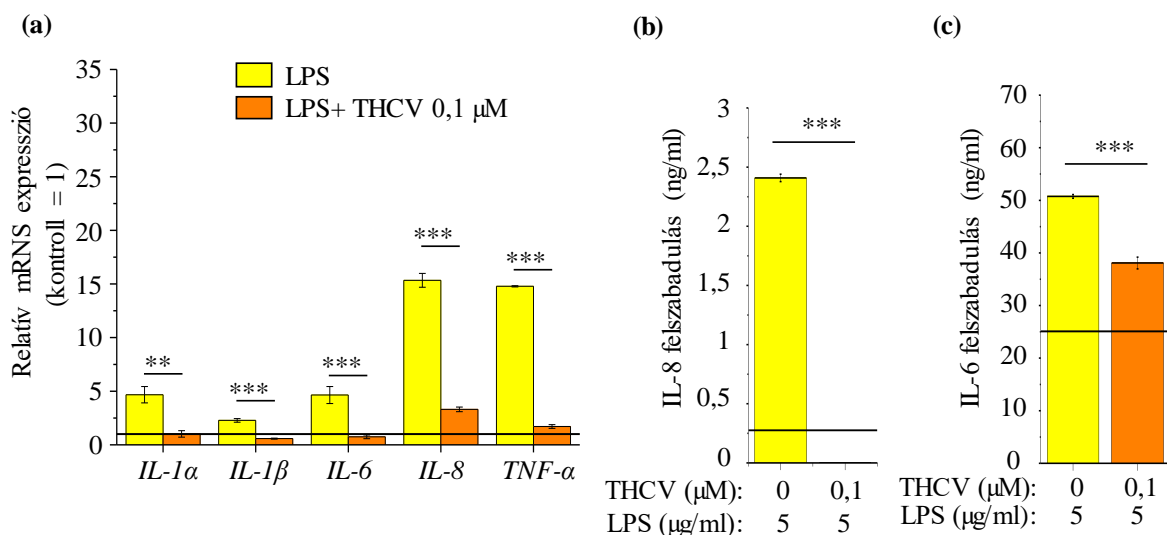 (a)
Relatív mRNS expresszió
(kontroll = 1)
35
30
25
20
15
10
5
0
LPS
LPS+ THCV 0,1 μM
**
***
***
***
***
IL-1α
IL-1β
IL-6
IL-8
TNF-α
(b)
IL-8 felszabadulás (ng/ml)
3
2,5
2
1,5
1
0,5
0
***
THCV (μM): 0 0,1
LPS (μg/ml): 5 5
(c)
IL-6 felszabadulás (ng/ml)
70
60
50
40
30
20
10
0
***
THCV (μM): 0 0,1
LPS (μg/ml): 5 5